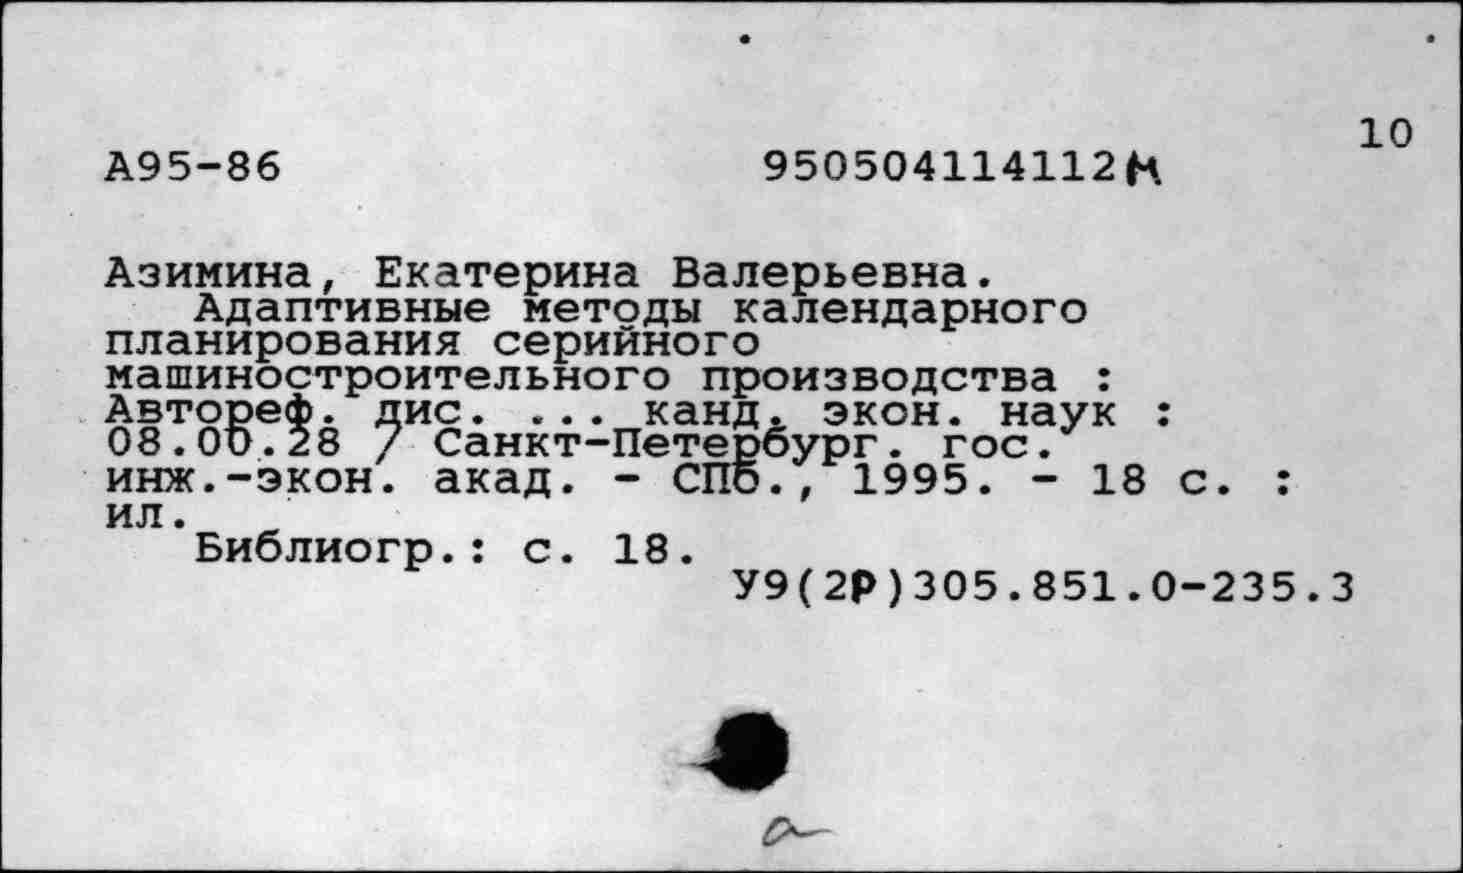 10
А95-86 950504114112
Азимина, Екатерина Валерьевна.
Адаптивные методы календарного
планирования серийного
машиностроительного производства :
Автореф. дис. ... канд. экон. наук :
08.00.28 / Санкт-Петербург. гос.
инж.-экон. акад. - СПб., 1995. - 18 с. :
ил.
Библиогр.: с. 18.
У9(2Р)305.851.0-235.3